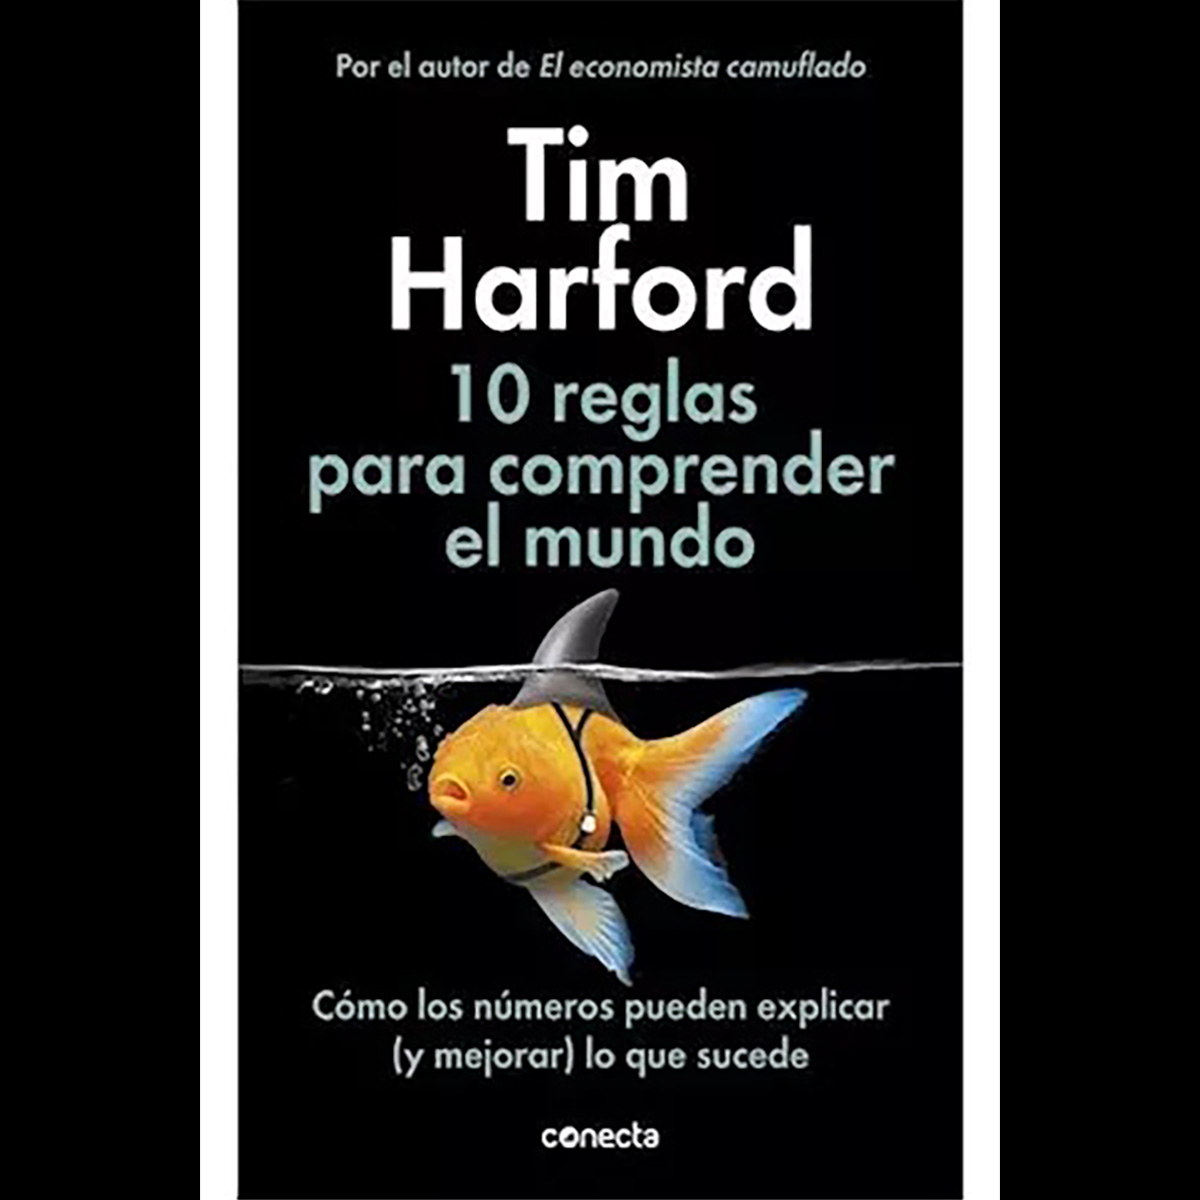 Por el autor de El economista camuflado
Tim
Harford
10 reglas
para comprender
el mundo
Cómo los números pueden explicar
(y mejorar) lo que sucede
conecta